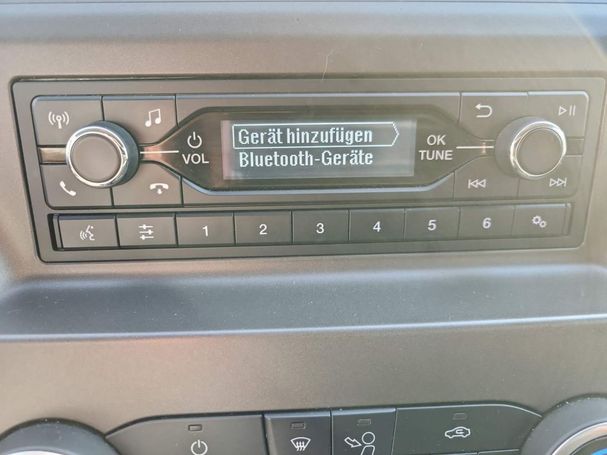 Gerät hinzufügen
Bluetooth-Geräte
VOL
OK
TUNE
1 2 3 4 5 6